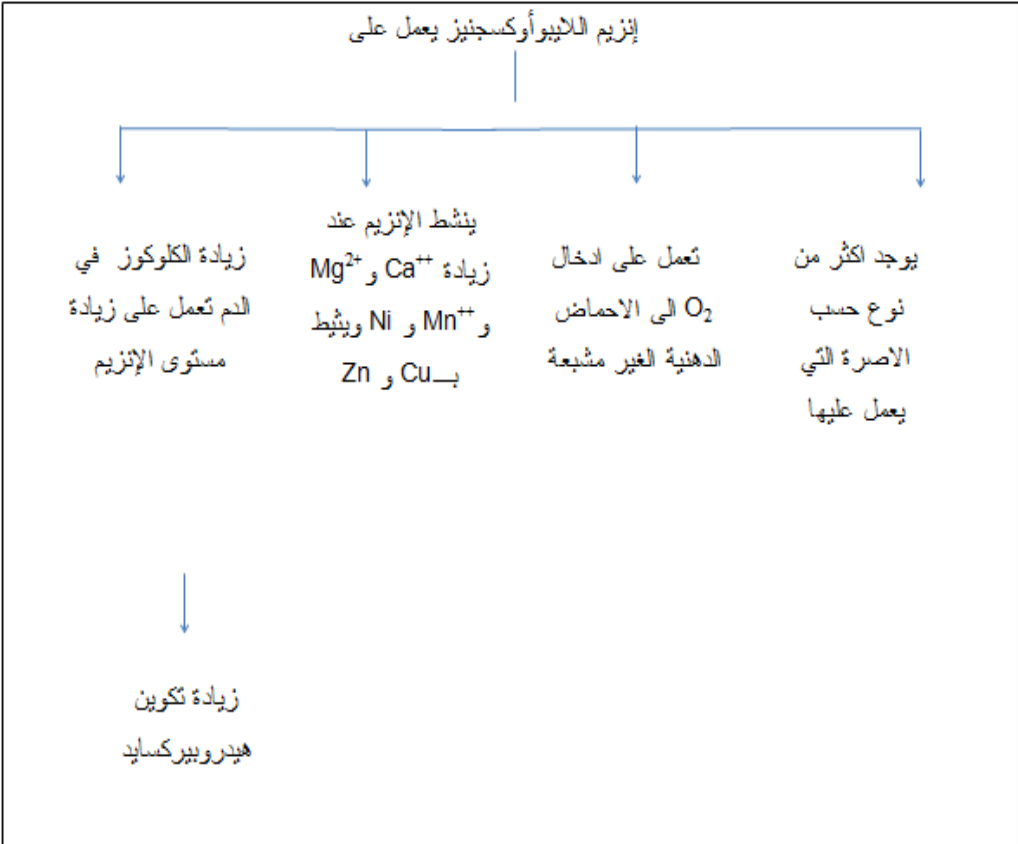 إنزيم اللايبوأوكسجنيز يعمل على
يوجد اكثر من
نوع حسب
الاصرة التي
يعمل عليها
تعمل على ادخال
O₂ الى الاحماض
الدهنية الغير مشبعة
ينشط الإنزيم عند
زيادة Ca⁺⁺ و Mg²⁺
و Mn⁺⁺ و Ni ويثبط
بــ Cu و Zn
زيادة الكلوكوز في
الدم تعمل على زيادة
مستوى الإنزيم
زيادة تكوين
هيدروبيركسايد